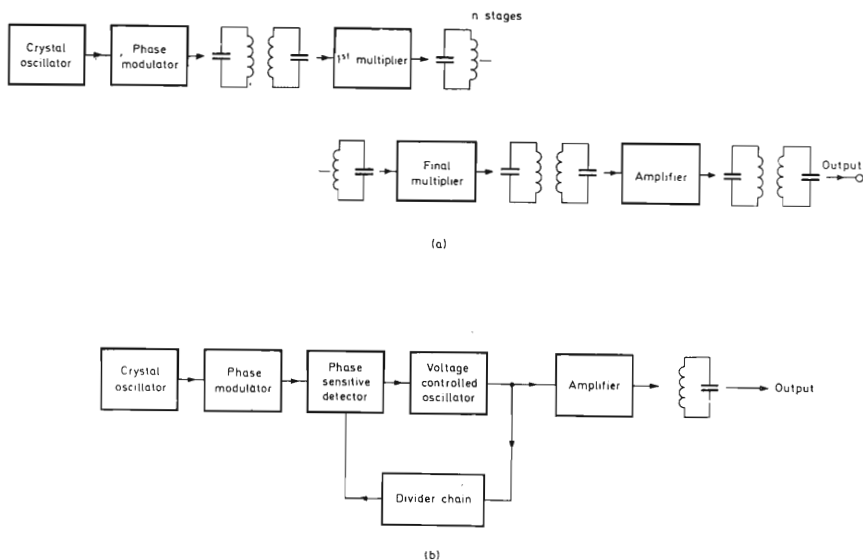 n stages
Crystal
oscillator
Phase
modulator
1st multiplier
Final
multiplier
Amplifier
Output
(a)
Crystal
oscillator
Phase
modulator
Phase
sensitive
detector
Voltage
controlled
oscillator
Amplifier
Output
Divider chain
(b)